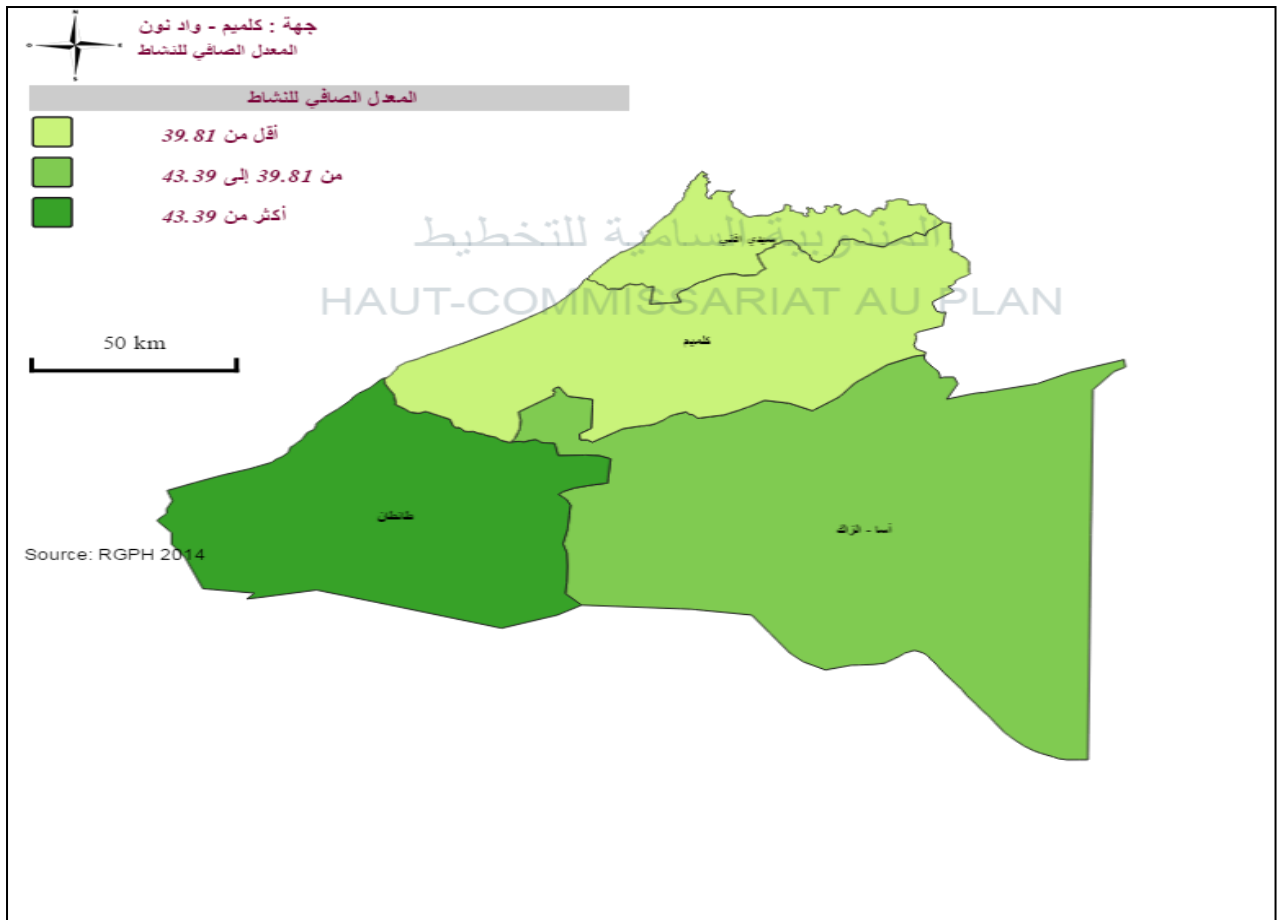 N
O
E
S
جهة : كلميم - واد نون
المعدل الصافي للنشاط
المعدل الصافي للنشاط
أقل من 39.81
من 39.81 إلى 43.39
أكثر من 43.39
المندوبية السامية للتخطيط
سيدي إفني
HAUT-COMMISSARIAT AU PLAN
50 km
كلميم
طانطان
أسا - الزاك
Source: RGPH 2014